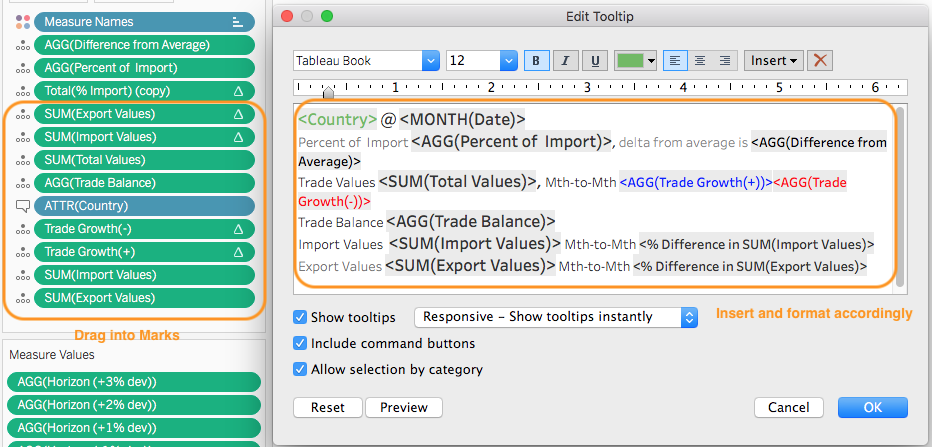 Measure Names
AGG(Difference from Average)
AGG(Percent of Import)
Total(% Import) (copy) Δ
SUM(Export Values) Δ
SUM(Import Values) Δ
SUM(Total Values)
AGG(Trade Balance)
ATTR(Country)
Trade Growth(-) Δ
Trade Growth(+) Δ
SUM(Import Values)
SUM(Export Values)
Drag into Marks
Measure Values
AGG(Horizon (+3% dev))
AGG(Horizon (+2% dev))
AGG(Horizon (+1% dev))
Edit Tooltip
Tableau Book 12 B I U Insert
1 2 3 4 5 6
<Country> @ <MONTH(Date)>
Percent of Import <AGG(Percent of Import)>, delta from average is <AGG(Difference from
Average)>
Trade Values <SUM(Total Values)>, Mth-to-Mth <AGG(Trade Growth(+))><AGG(Trade
Growth(-))>
Trade Balance <AGG(Trade Balance)>
Import Values <SUM(Import Values)> Mth-to-Mth <% Difference in SUM(Import Values)>
Export Values <SUM(Export Values)> Mth-to-Mth <% Difference in SUM(Export Values)>
Show tooltips Responsive – Show tooltips instantly
Insert and format accordingly
Include command buttons
Allow selection by category
Reset Preview Cancel OK